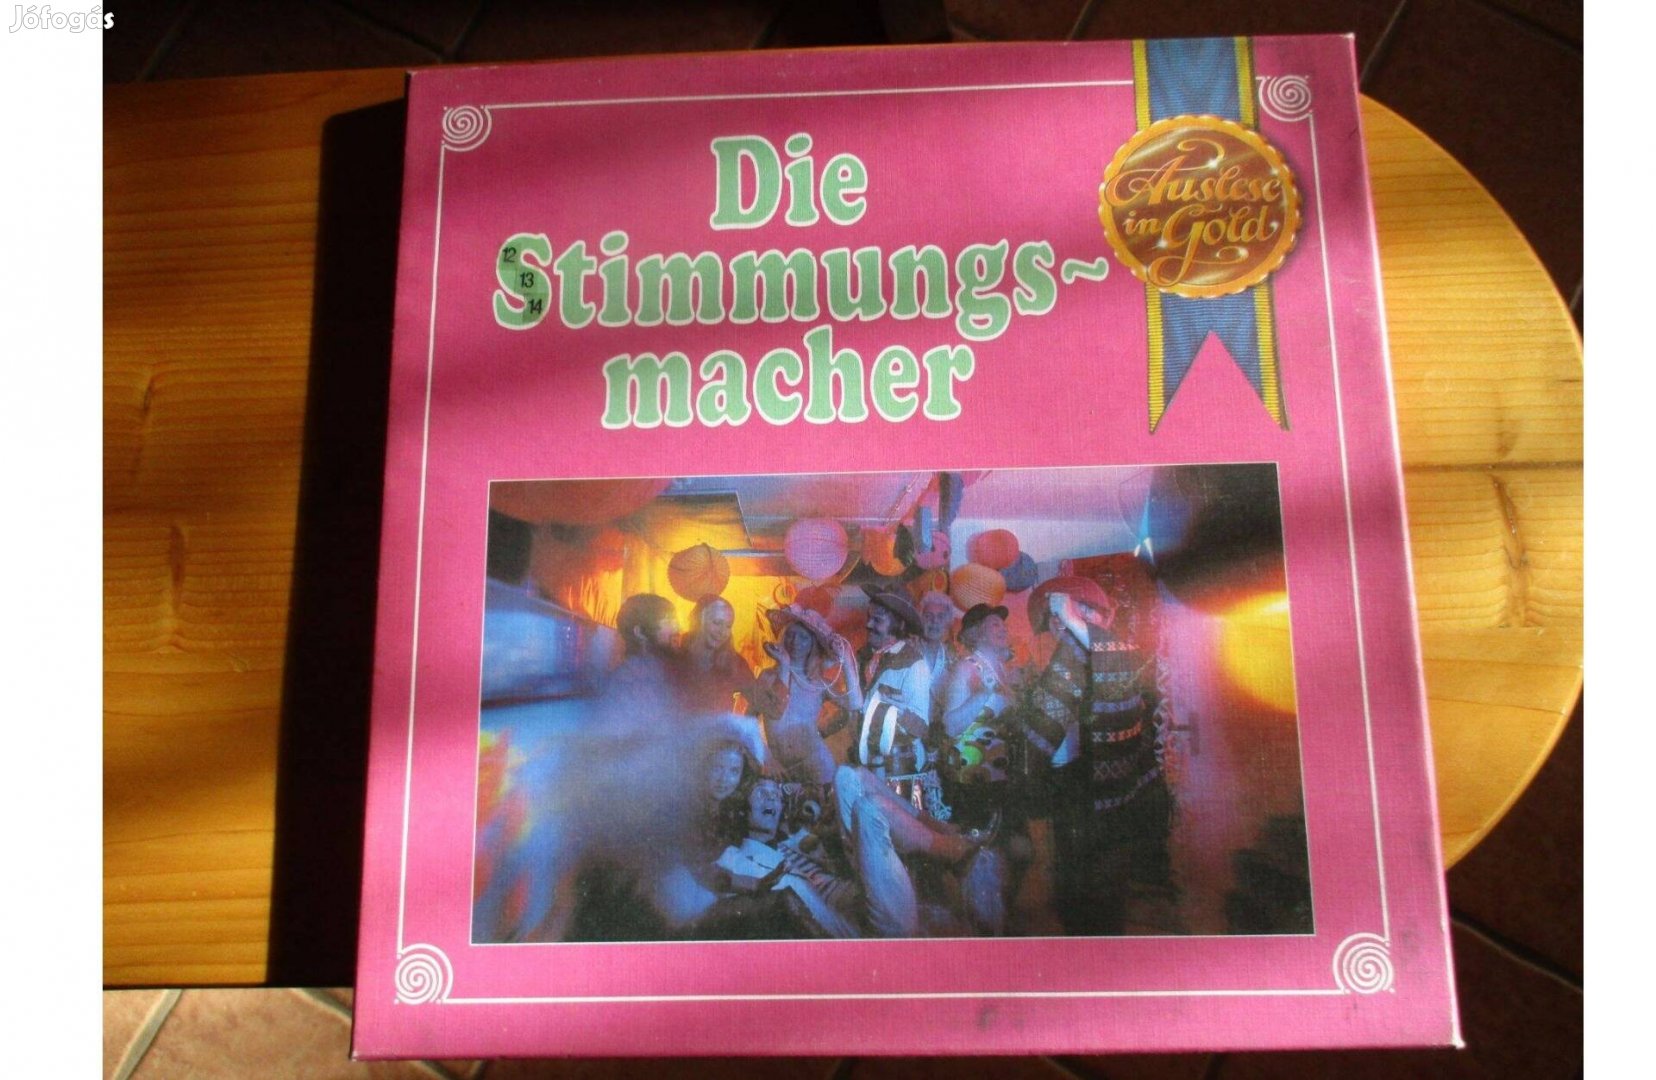 Jófogás
Die
Stimmungs~
macher
12
13
14
Auslese
in Gold